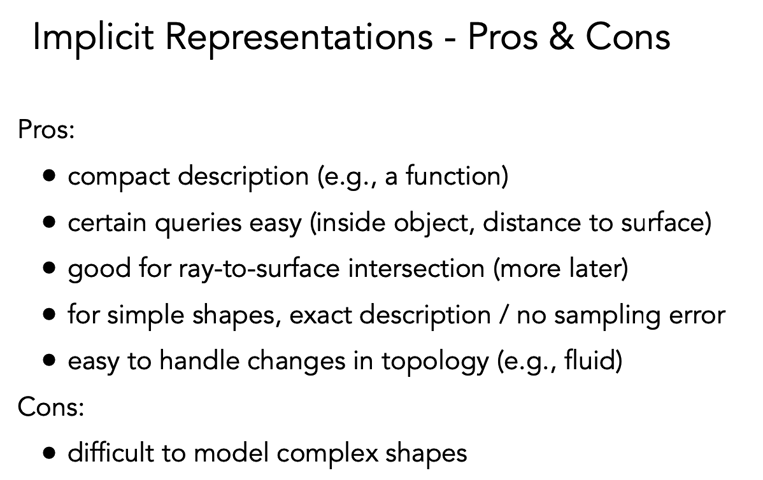 Implicit Representations - Pros & Cons
Pros:
● compact description (e.g., a function)
● certain queries easy (inside object, distance to surface)
● good for ray-to-surface intersection (more later)
● for simple shapes, exact description / no sampling error
● easy to handle changes in topology (e.g., fluid)
Cons:
● difficult to model complex shapes